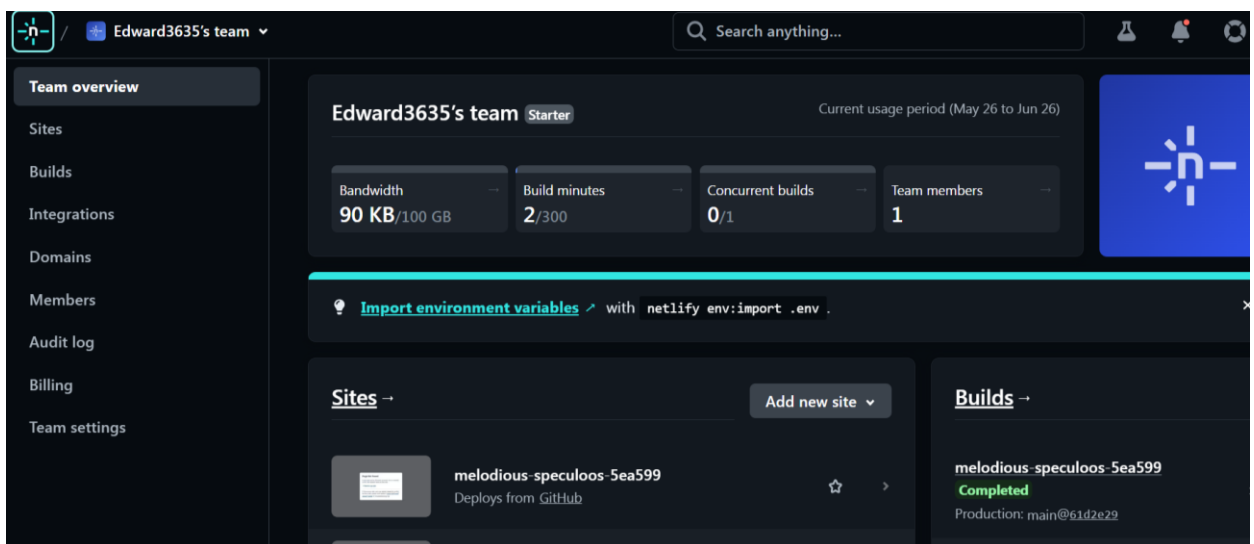 n / Edward3635's team
Search anything...
Team overview
Sites
Builds
Integrations
Domains
Members
Audit log
Billing
Team settings
Edward3635's team Starter
Current usage period (May 26 to Jun 26)
Bandwidth →
90 KB/100 GB
Build minutes →
2/300
Concurrent builds →
0/1
Team members →
1
n
Import environment variables ↗ with netlify env:import .env .
Sites →
Add new site
melodious-speculoos-5ea599
Deploys from GitHub
Builds →
melodious-speculoos-5ea599
Completed
Production: main@61d2e29